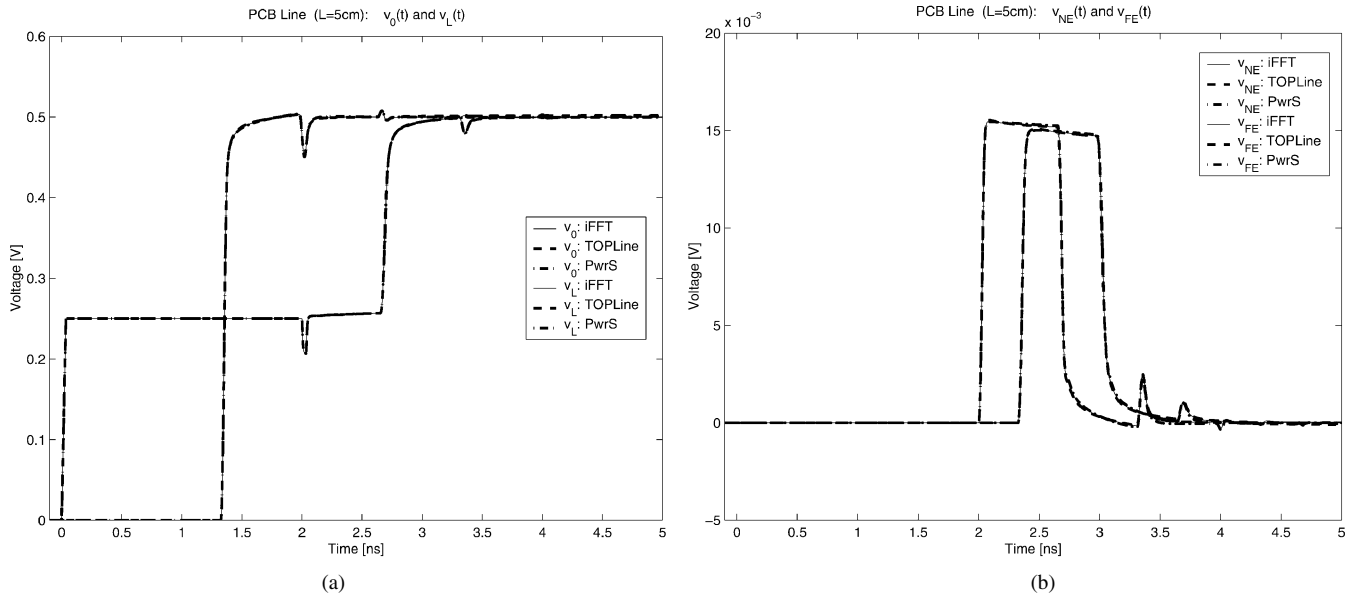 PCB Line (L=5cm): v0(t) and vL(t)
0.6
0.5
0.4
0.3
0.2
0.1
0
Voltage [V]
v0: iFFT
v0: TOPLine
v0: PwrS
vL: iFFT
vL: TOPLine
vL: PwrS
0 0.5 1 1.5 2 2.5 3 3.5 4 4.5 5
Time [ns]
(a)
PCB Line (L=5cm): vNE(t) and vFE(t)
x 10−3
20
15
10
5
0
−5
Voltage [V]
vNE: iFFT
vNE: TOPLine
vNE: PwrS
vFE: iFFT
vFE: TOPLine
vFE: PwrS
0 0.5 1 1.5 2 2.5 3 3.5 4 4.5 5
Time [ns]
(b)